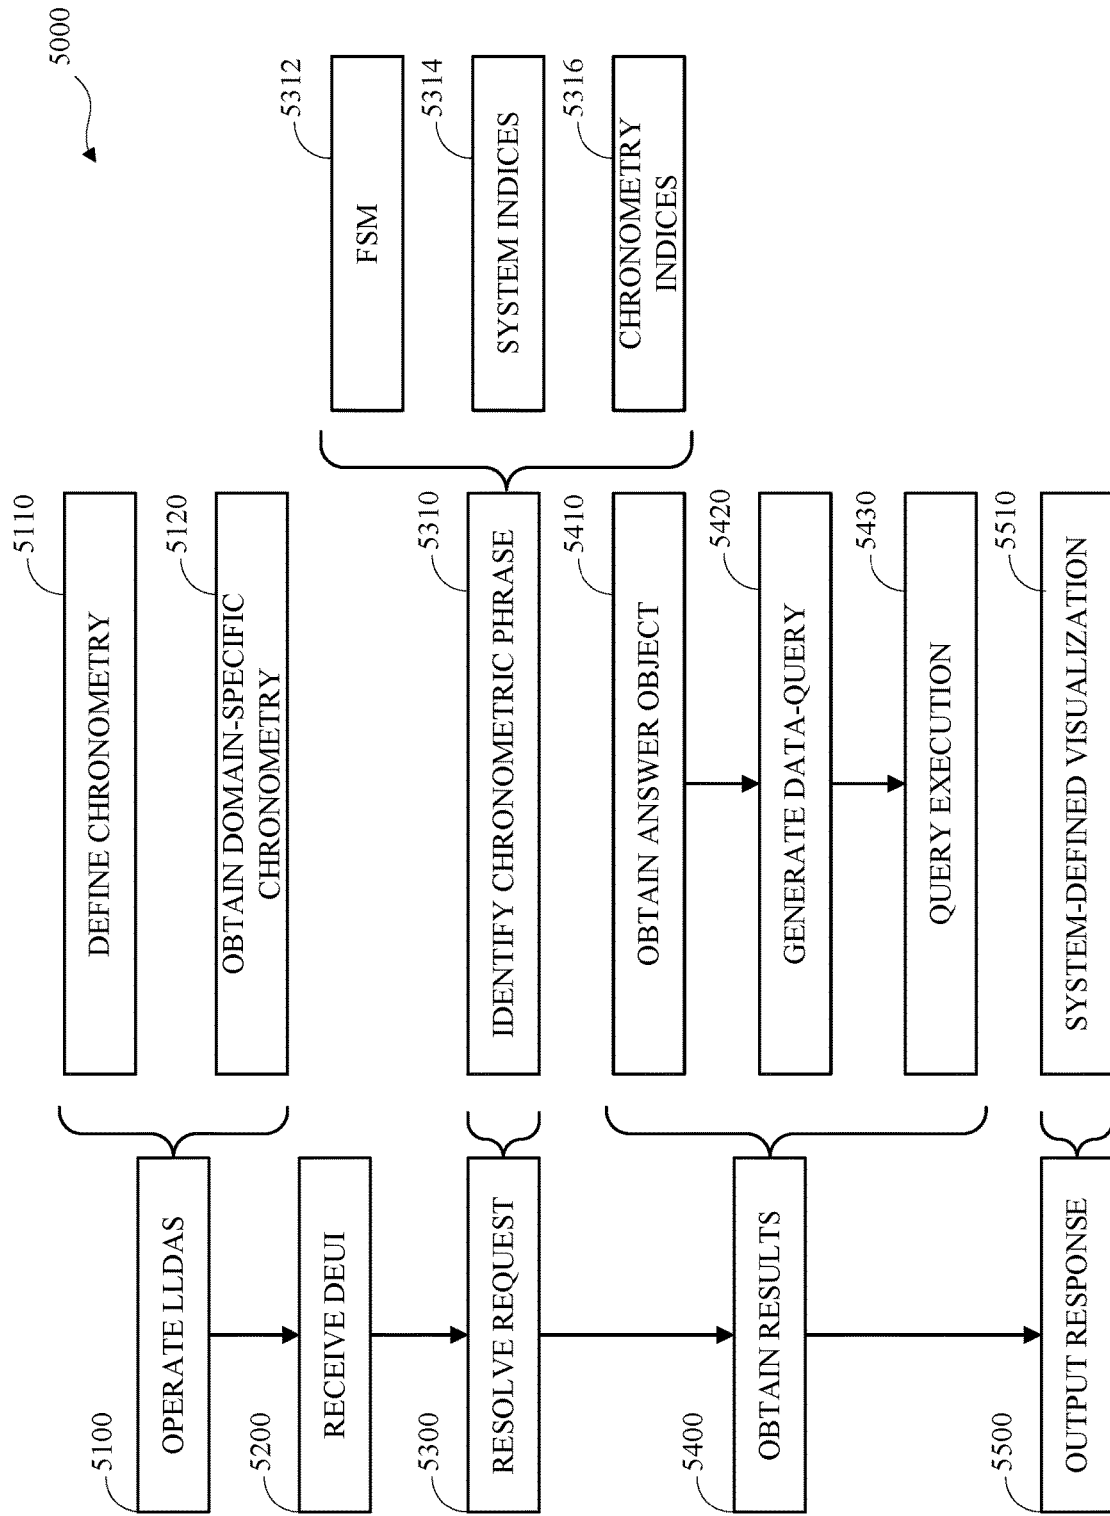 5000
5100
OPERATE LLDAS
5110
DEFINE CHRONOMETRY
5120
OBTAIN DOMAIN-SPECIFIC
CHRONOMETRY
5200
RECEIVE DEUI
5300
RESOLVE REQUEST
5310
IDENTIFY CHRONOMETRIC PHRASE
5312
FSM
5314
SYSTEM INDICES
5316
CHRONOMETRY
INDICES
5400
OBTAIN RESULTS
5410
OBTAIN ANSWER OBJECT
5420
GENERATE DATA-QUERY
5430
QUERY EXECUTION
5500
OUTPUT RESPONSE
5510
SYSTEM-DEFINED VISUALIZATION